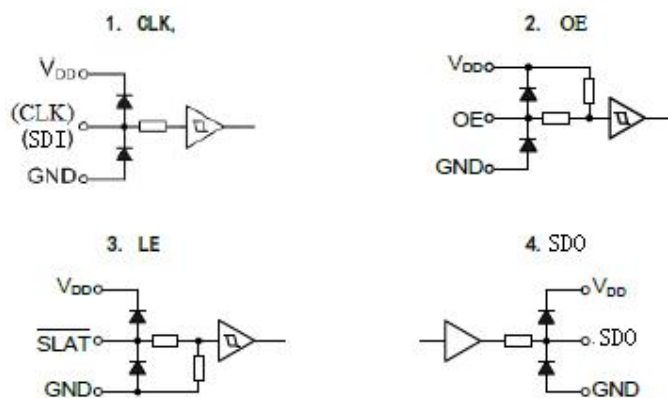 1. CLK,
VDD
(CLK)
(SDI)
GND
2. OE
VDD
OE
GND
3. LE
VDD
SLAT
GND
4. SDO
VDD
SDO
GND